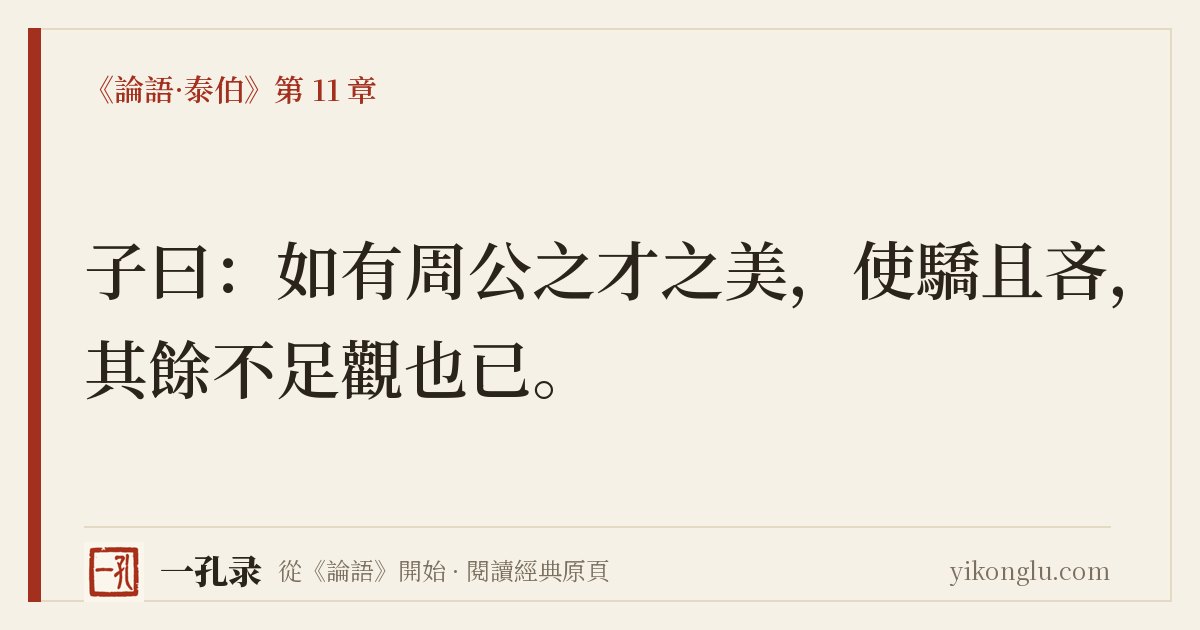 《論語·泰伯》第 11 章
子曰：如有周公之才之美，使驕且吝，
其餘不足觀也已。
一孔
一孔录 從《論語》開始 · 閱讀經典原頁 yikonglu.com